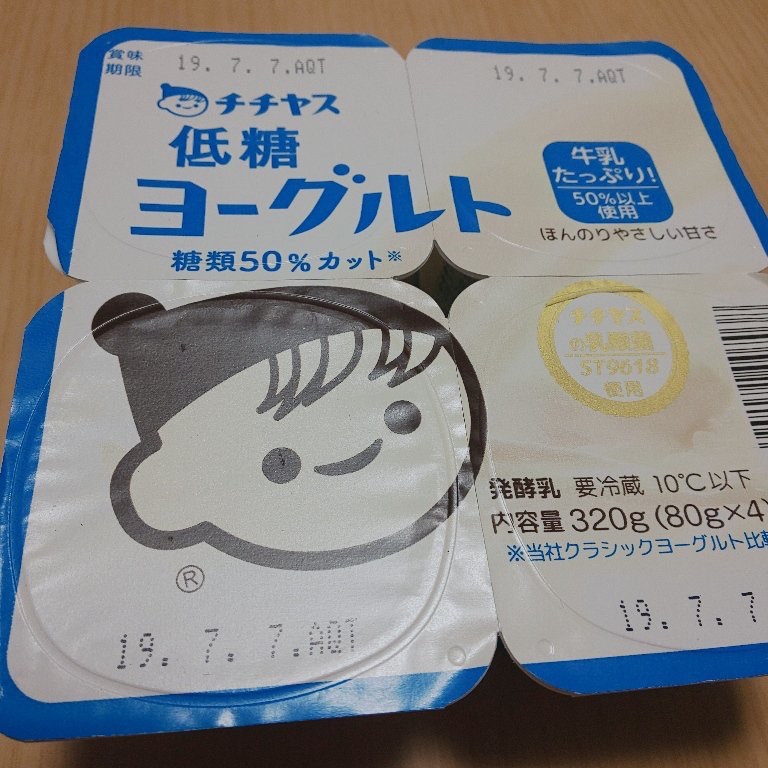 賞味
期限
19. 7. 7.AQT
チチヤス
低糖
ヨーグルト
糖類50%カット※
19. 7. 7.AQT
牛乳
たっぷり!
50%以上
使用
ほんのりやさしい甘さ
®
19. 7. 7.AQT
チチヤス
の乳酸菌
ST9618
使用
発酵乳 要冷蔵 10℃以下
内容量 320g(80g×4)
※当社クラシックヨーグルト比較
19. 7. 7